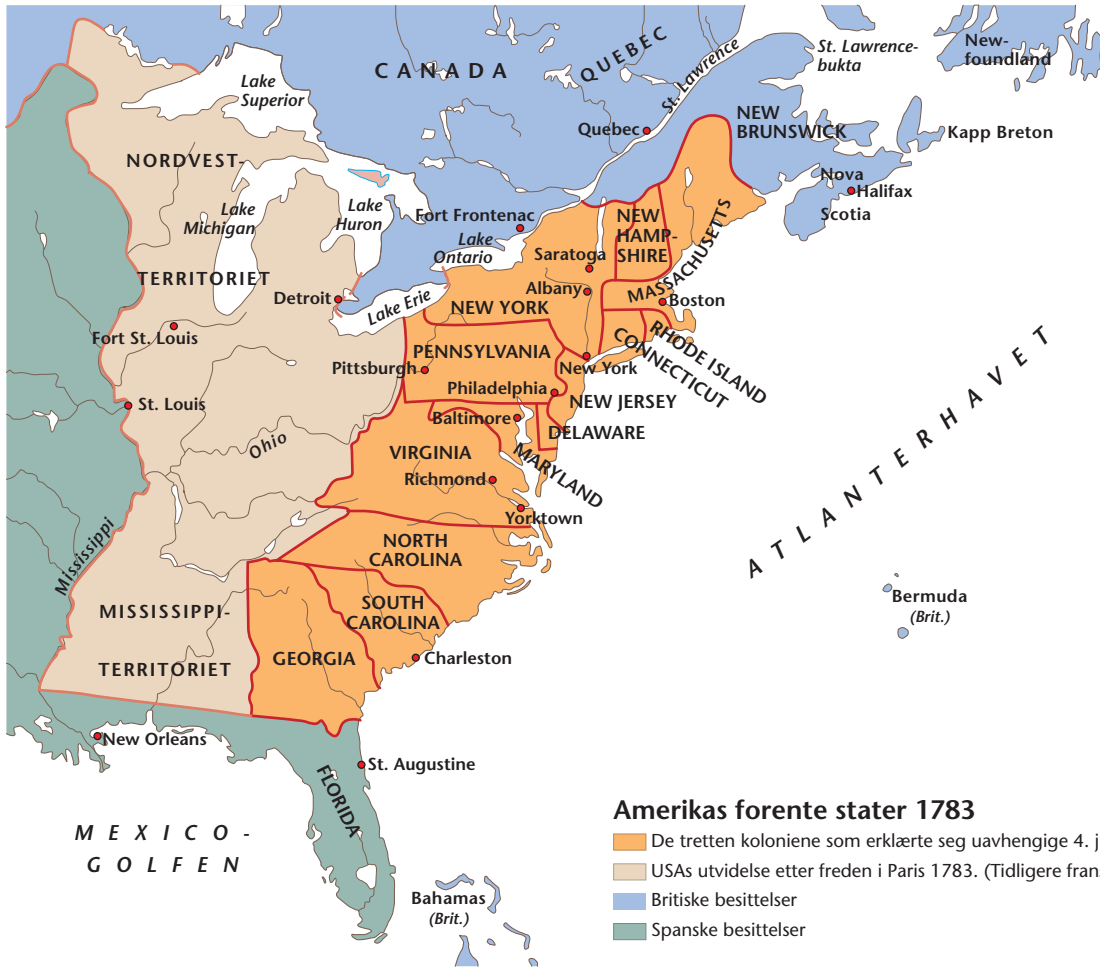 CANADA
QUEBEC
St. Lawrence
St. Lawrence-
bukta
New-
foundland
Lake
Superior
Quebec
NEW
BRUNSWICK
Kapp Breton
NORDVEST-
Nova
Halifax
Scotia
Lake
Michigan
Lake
Huron
Fort Frontenac
NEW
HAMP-
SHIRE
Lake
Ontario
Saratoga
MASSACHUSETTS
TERRITORIET
Detroit
Albany
Boston
Lake Erie
NEW YORK
Fort St. Louis
RHODE ISLAND
CONNECTICUT
PENNSYLVANIA
Pittsburgh
New York
Philadelphia
NEW JERSEY
St. Louis
Baltimore
DELAWARE
Ohio
VIRGINIA
MARYLAND
Richmond
Yorktown
ATLANTERHAVET
Mississippi
NORTH
CAROLINA
MISSISSIPPI-
SOUTH
CAROLINA
Bermuda
(Brit.)
TERRITORIET
GEORGIA
Charleston
New Orleans
St. Augustine
FLORIDA
MEXICO-
GOLFEN
Bahamas
(Brit.)
Amerikas forente stater 1783
De tretten koloniene som erklærte seg uavhengige 4. j
USAs utvidelse etter freden i Paris 1783. (Tidligere fran
Britiske besittelser
Spanske besittelser